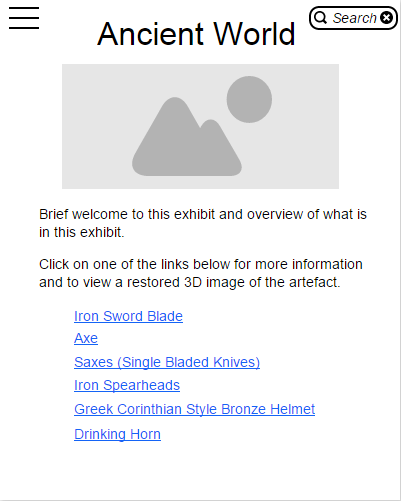 Ancient World
Search
Brief welcome to this exhibit and overview of what is
in this exhibit.
Click on one of the links below for more information
and to view a restored 3D image of the artefact.
Iron Sword Blade
Axe
Saxes (Single Bladed Knives)
Iron Spearheads
Greek Corinthian Style Bronze Helmet
Drinking Horn